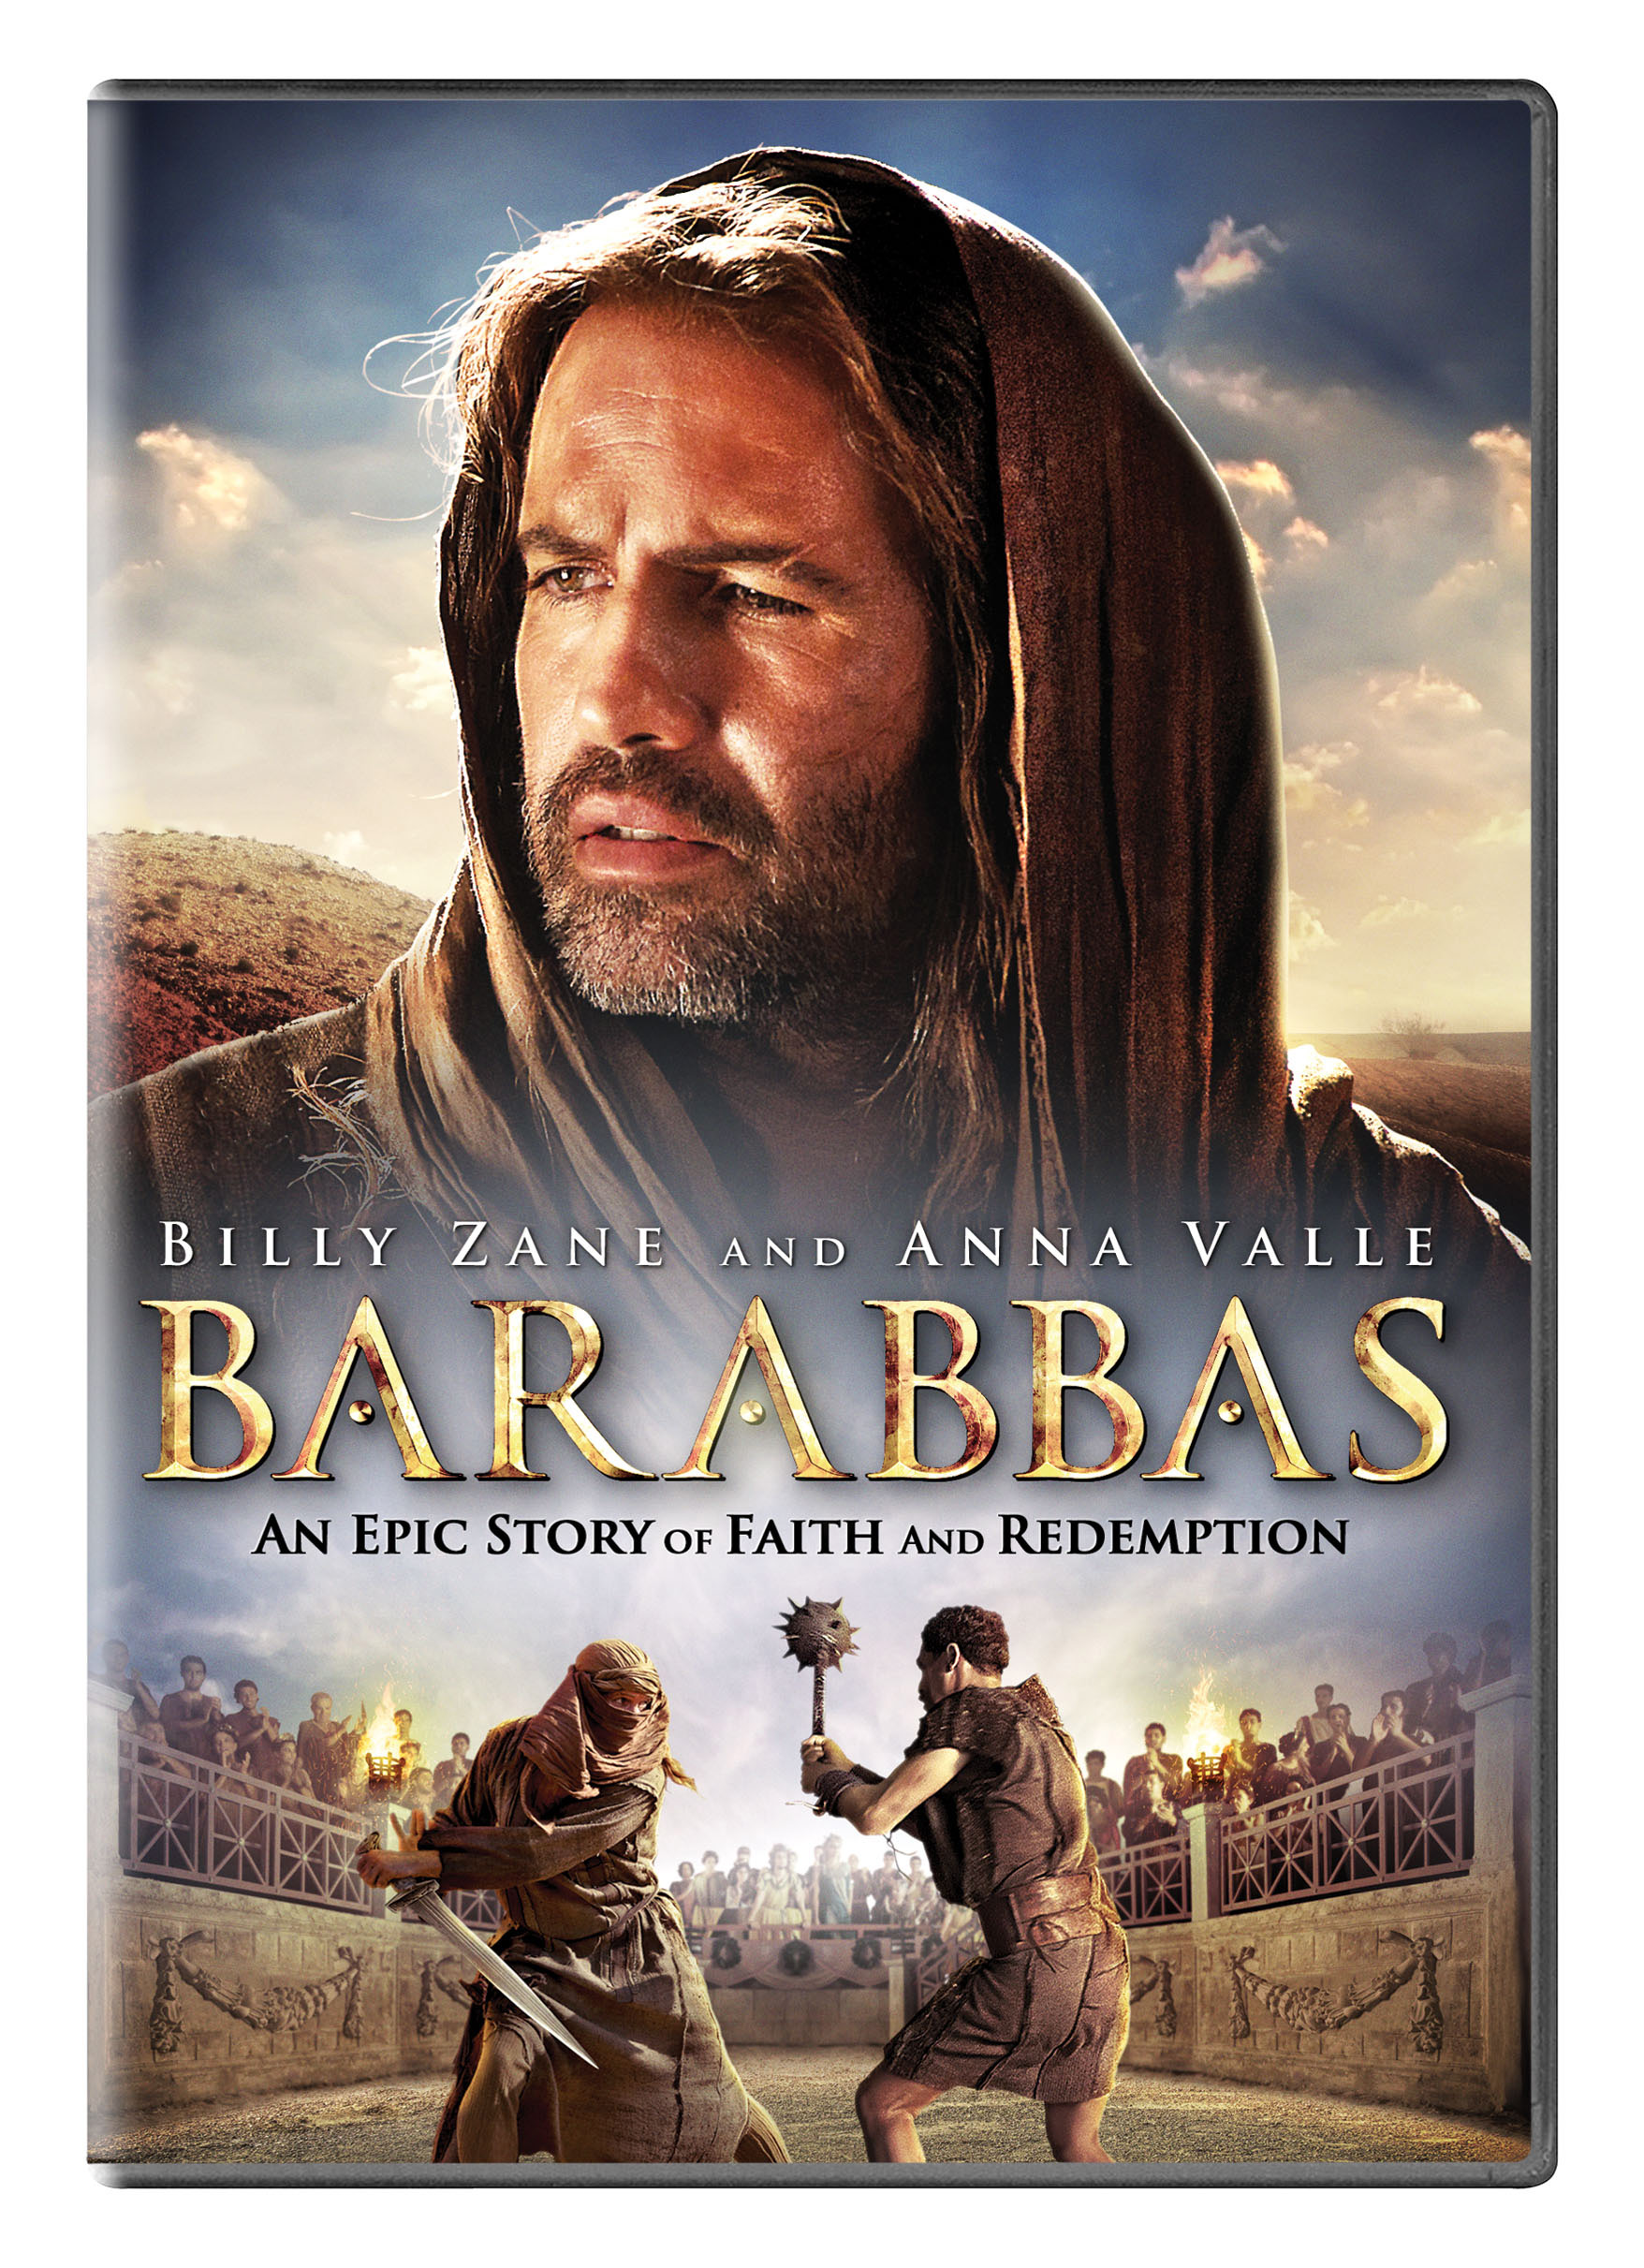 BILLY ZANE AND ANNA VALLE
BARABBAS
AN EPIC STORY OF FAITH AND REDEMPTION